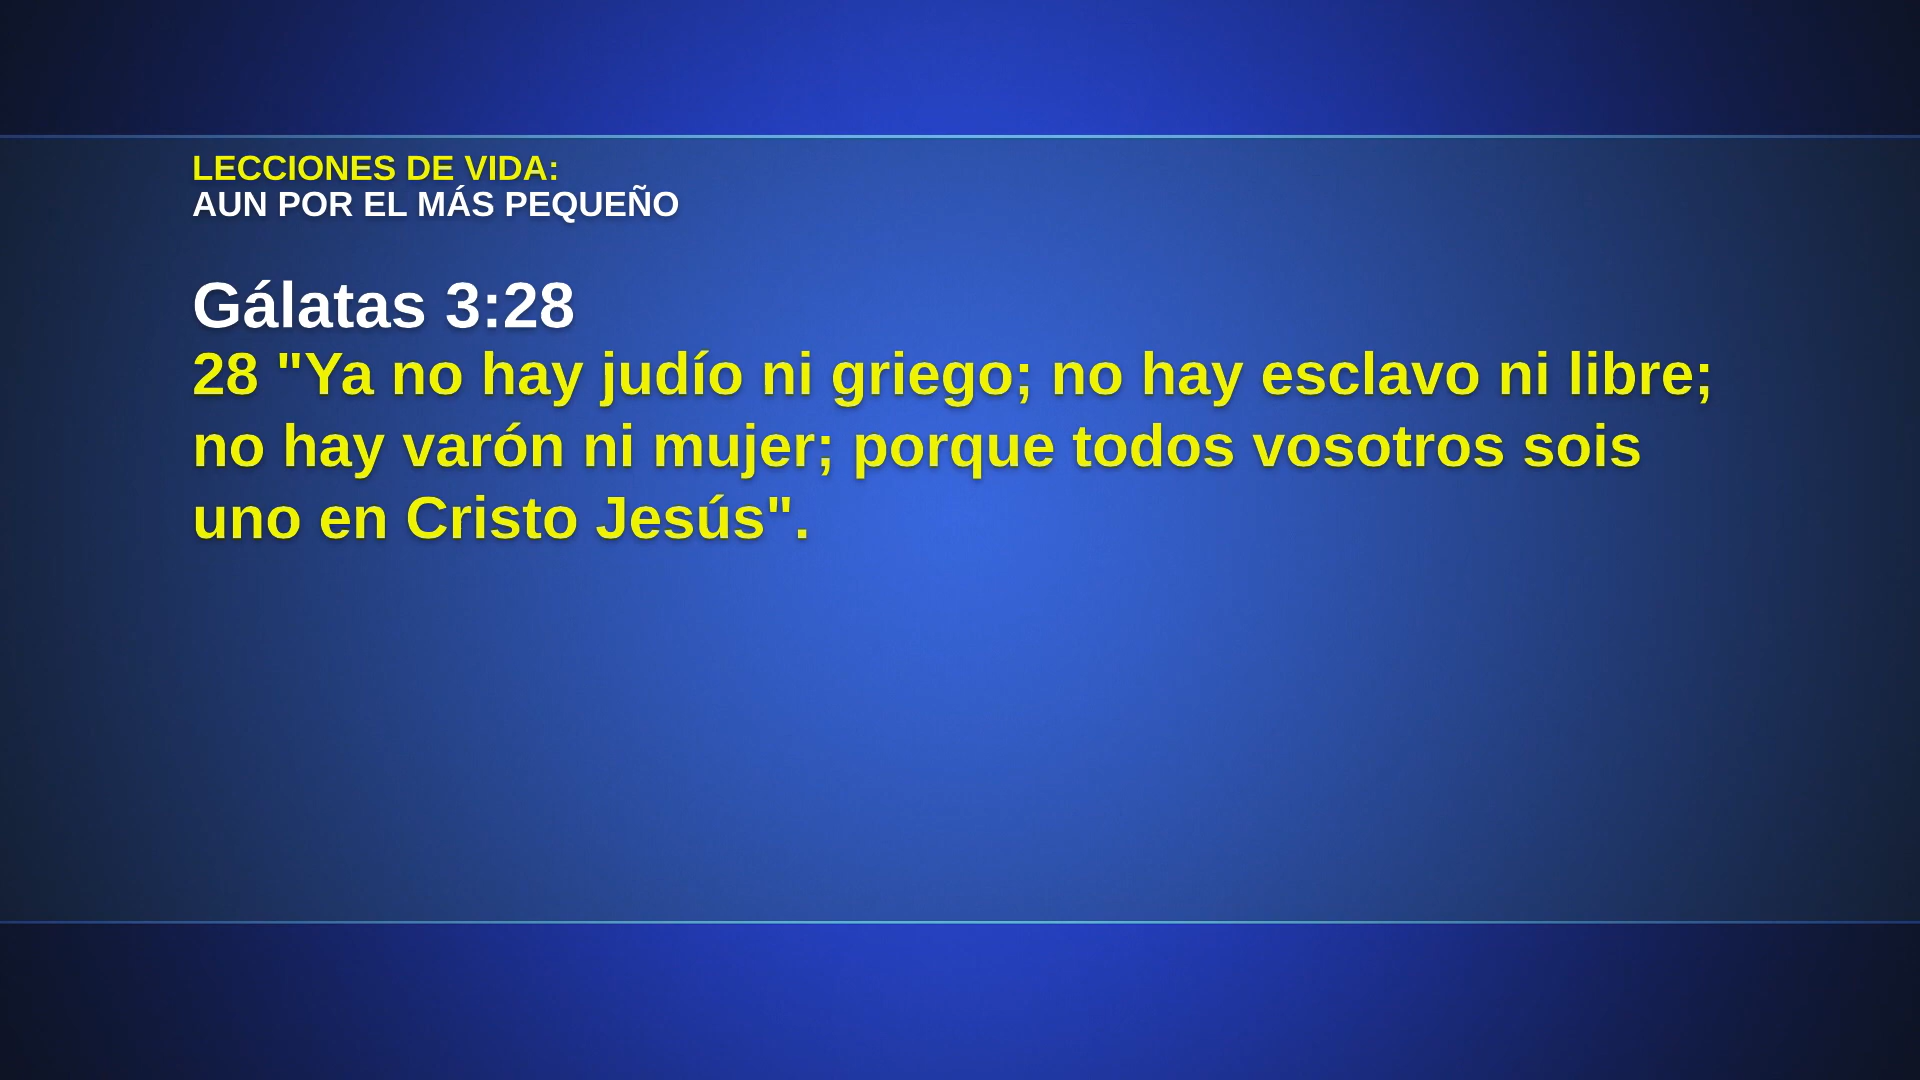 LECCIONES DE VIDA:
AUN POR EL MÁS PEQUEÑO
Gálatas 3:28
28 "Ya no hay judío ni griego; no hay esclavo ni libre;
no hay varón ni mujer; porque todos vosotros sois
uno en Cristo Jesús".